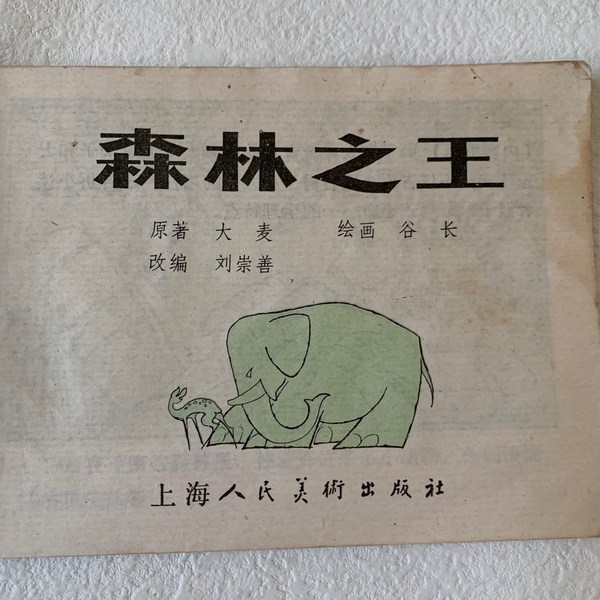 森林之王
原著 大麦 绘画 谷长
改编 刘崇善
上海人民美術出版社